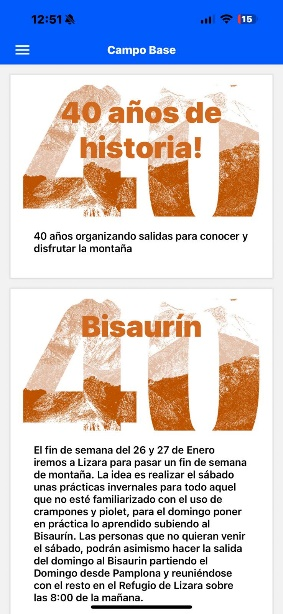 12:51
15
Campo Base
40 años de
historia!
40
40 años organizando salidas para conocer y
disfrutar la montaña
Bisaurín
40
El fin de semana del 26 y 27 de Enero
iremos a Lizara para pasar un fin de semana
de montaña. La idea es realizar el sábado
unas prácticas invernales para todo aquel
que no esté familiarizado con el uso de
crampones y piolet, para el domingo poner
en práctica lo aprendido subiendo al
Bisaurín. Las personas que no quieran venir
el sábado, podrán asimismo hacer la salida
del domingo al Bisaurin partiendo el
Domingo desde Pamplona y reuniéndose
con el resto en el Refugio de Lizara sobre
las 8:00 de la mañana.